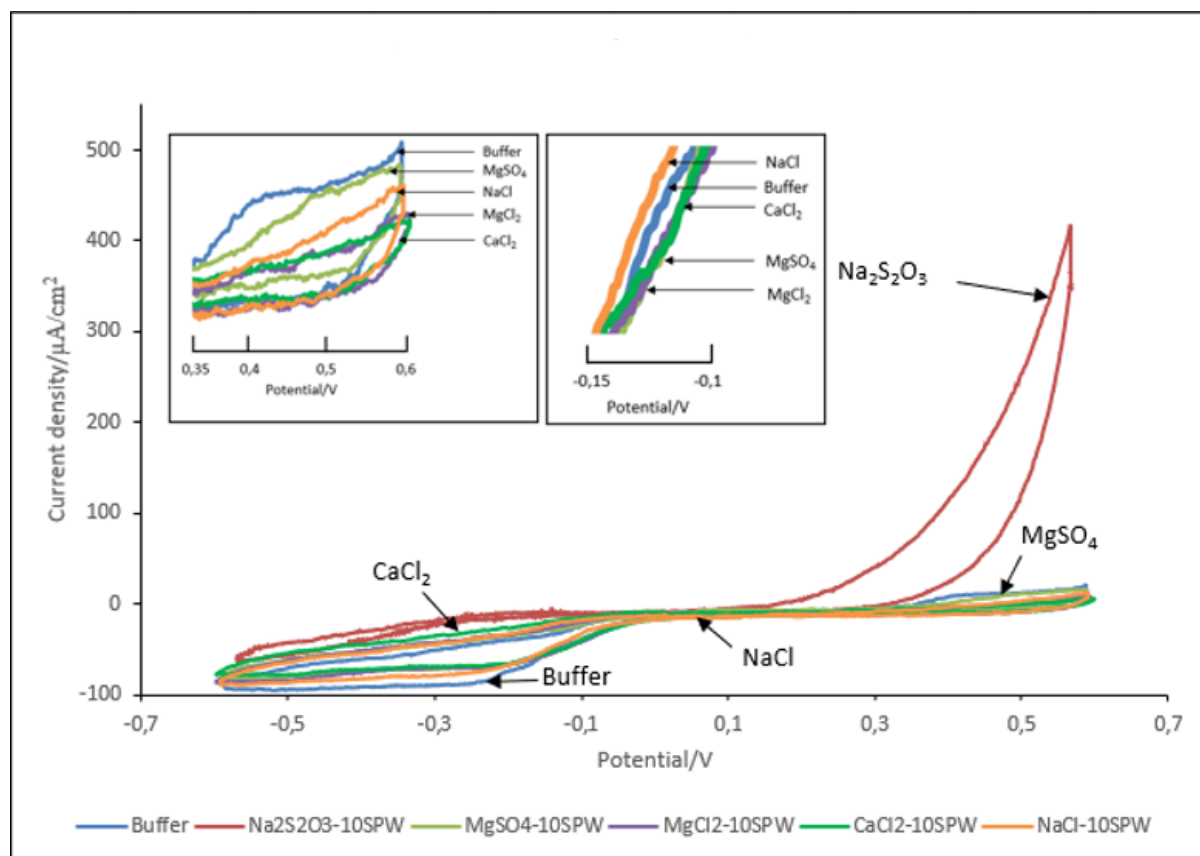 Current density/µA/cm²
500
400
300
200
100
0
-100
Buffer
MgSO₄
NaCl
MgCl₂
CaCl₂
0,35 0,4 0,5 0,6
Potential/V
NaCl
Buffer
CaCl₂
MgSO₄
MgCl₂
-0,15 -0,1
Potential/V
Na₂S₂O₃
MgSO₄
CaCl₂
NaCl
Buffer
-0,7 -0,5 -0,3 -0,1 0,1 0,3 0,5 0,7
Potential/V
Buffer Na2S2O3-10SPW MgSO4-10SPW MgCl2-10SPW CaCl2-10SPW NaCl-10SPW